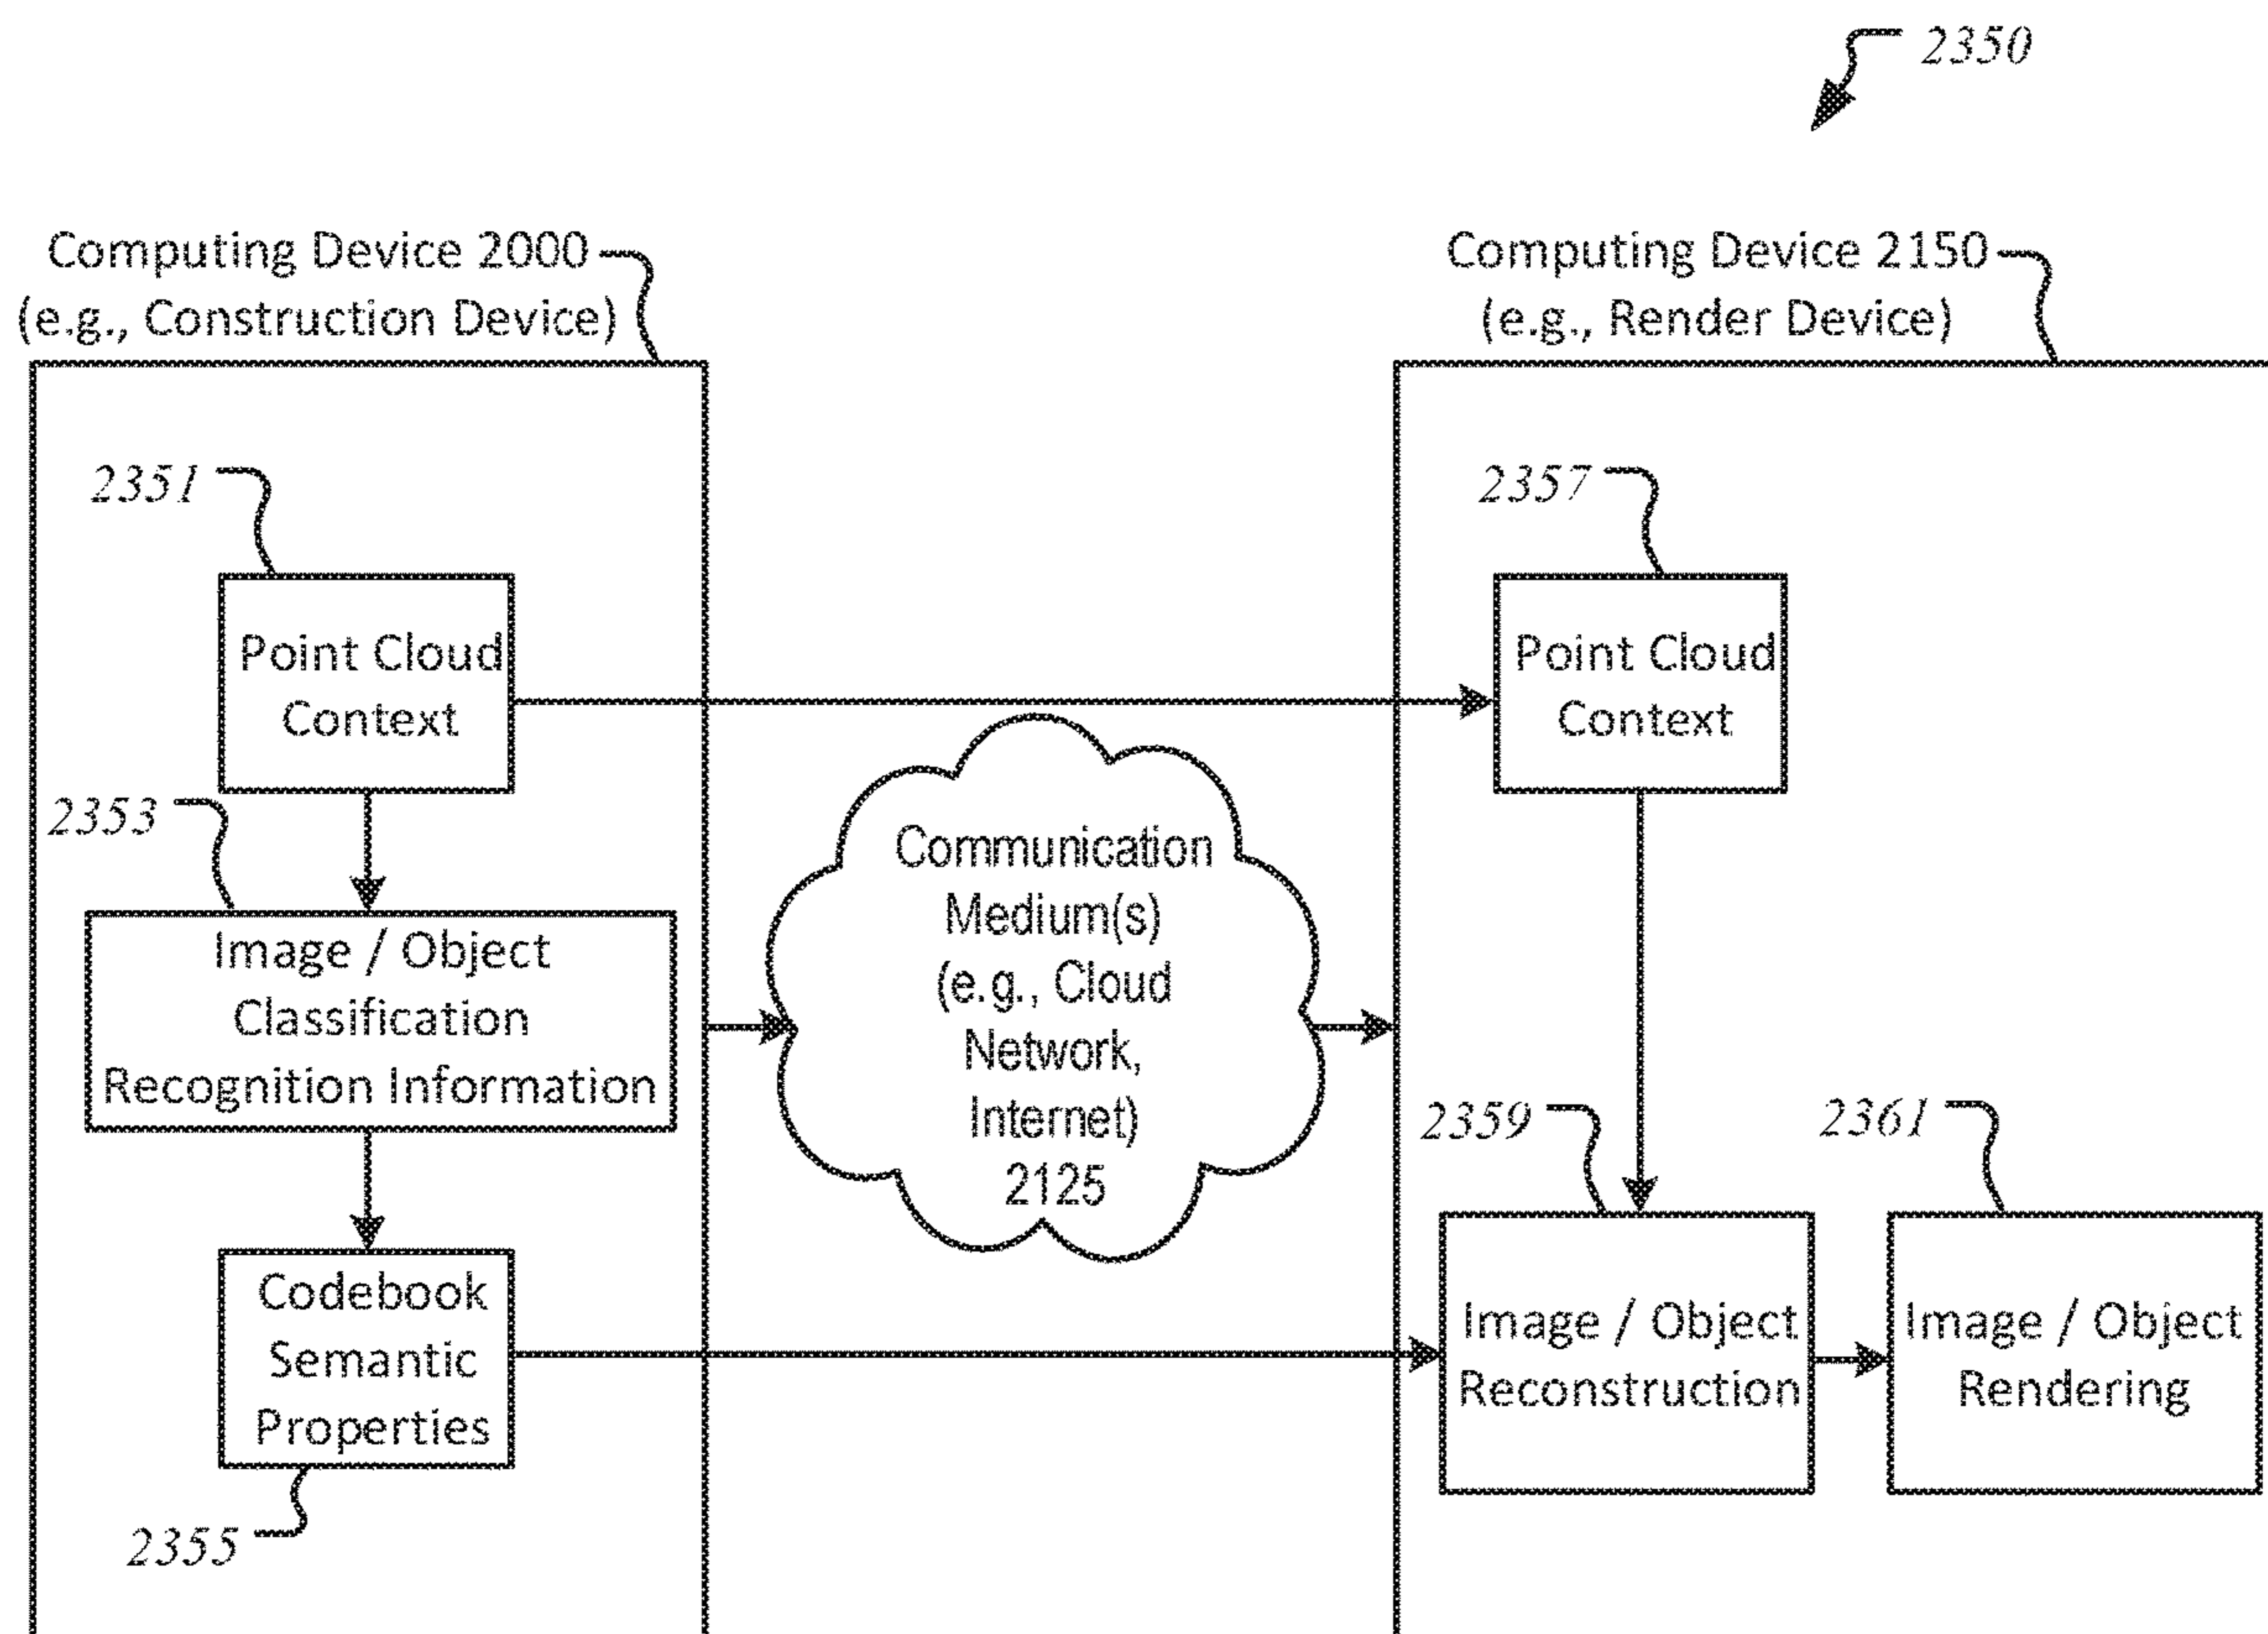 2350
Computing Device 2000
(e.g., Construction Device)
Computing Device 2150
(e.g., Render Device)
2351
Point Cloud
Context
2353
Image / Object
Classification
Recognition Information
Codebook
Semantic
Properties
2355
Communication
Medium(s)
(e.g., Cloud
Network,
Internet)
2125
2357
Point Cloud
Context
2359
Image / Object
Reconstruction
2361
Image / Object
Rendering